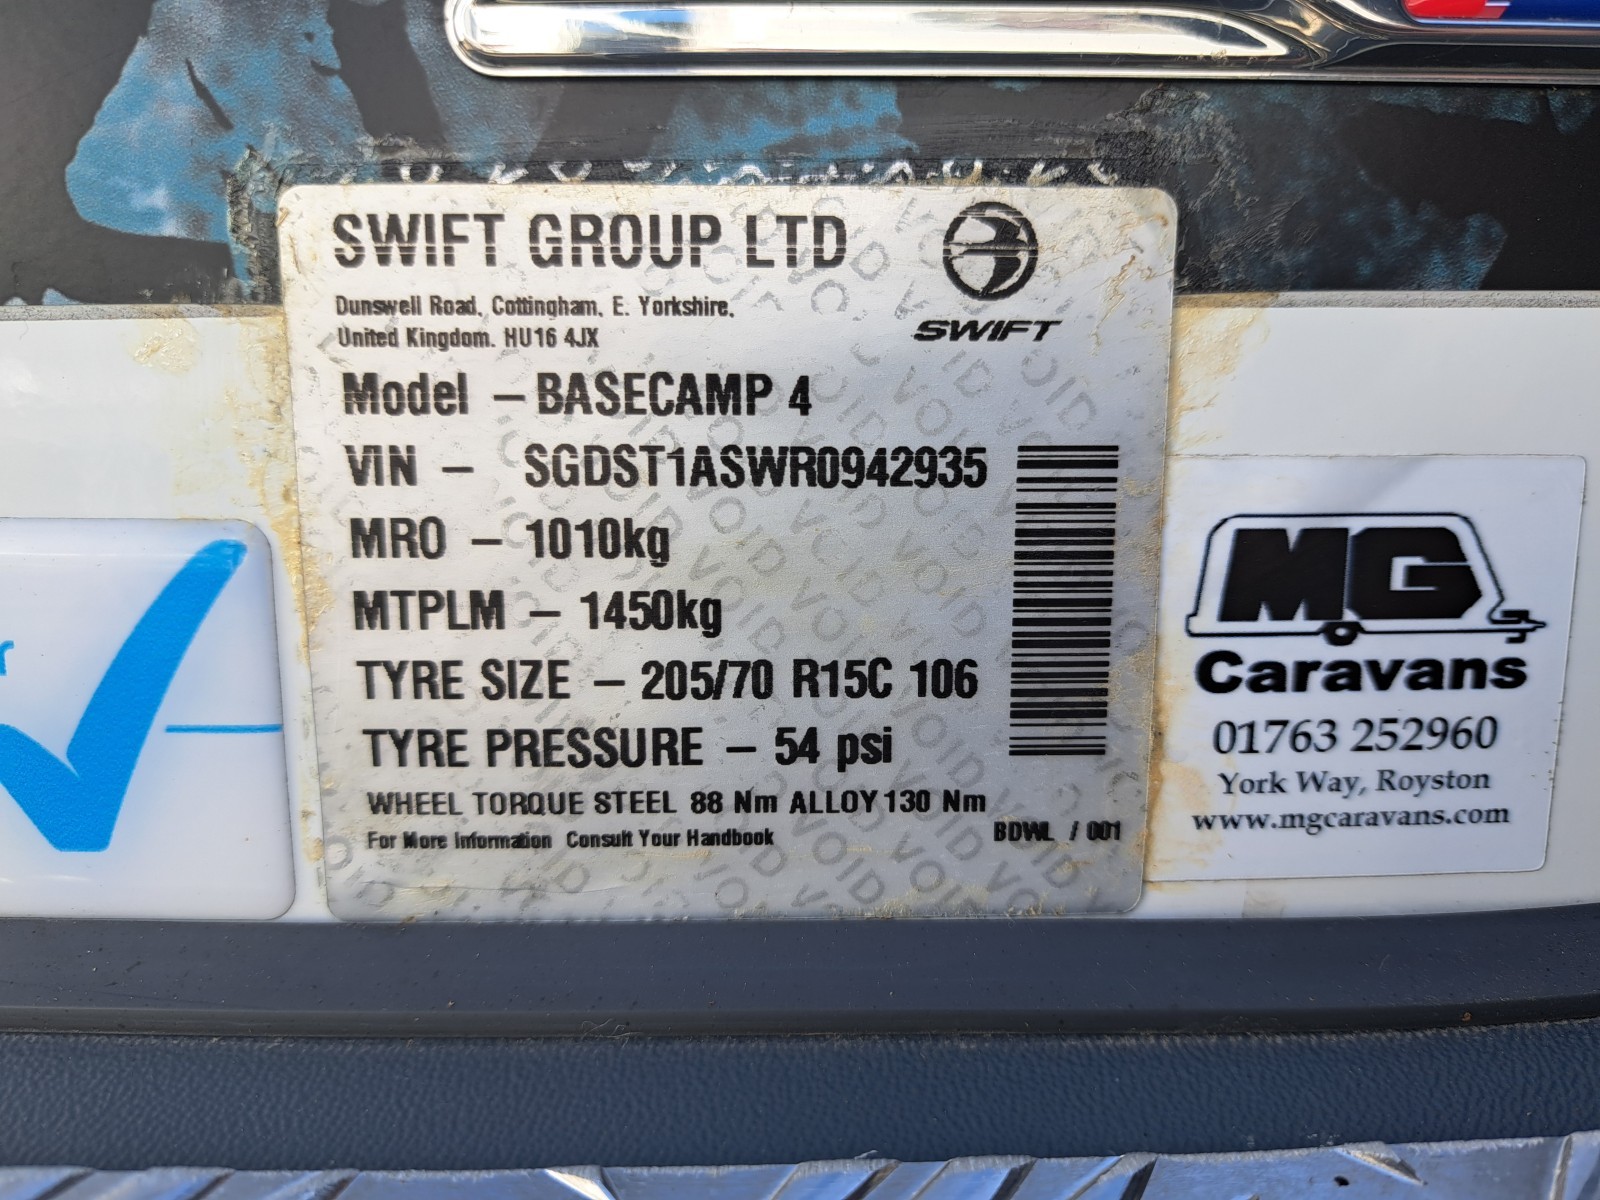 SWIFT GROUP LTD
Dunswell Road, Cottingham, E. Yorkshire,
United Kingdom. HU16 4JX
SWIFT
Model – BASECAMP 4
VIN – SGDST1ASWR0942935
MRO – 1010kg
MTPLM – 1450kg
TYRE SIZE – 205/70 R15C 106
TYRE PRESSURE – 54 psi
WHEEL TORQUE STEEL 88 Nm ALLOY 130 Nm
For More Information Consult Your Handbook
BDWL / 001
MG
Caravans
01763 252960
York Way, Royston
www.mgcaravans.com